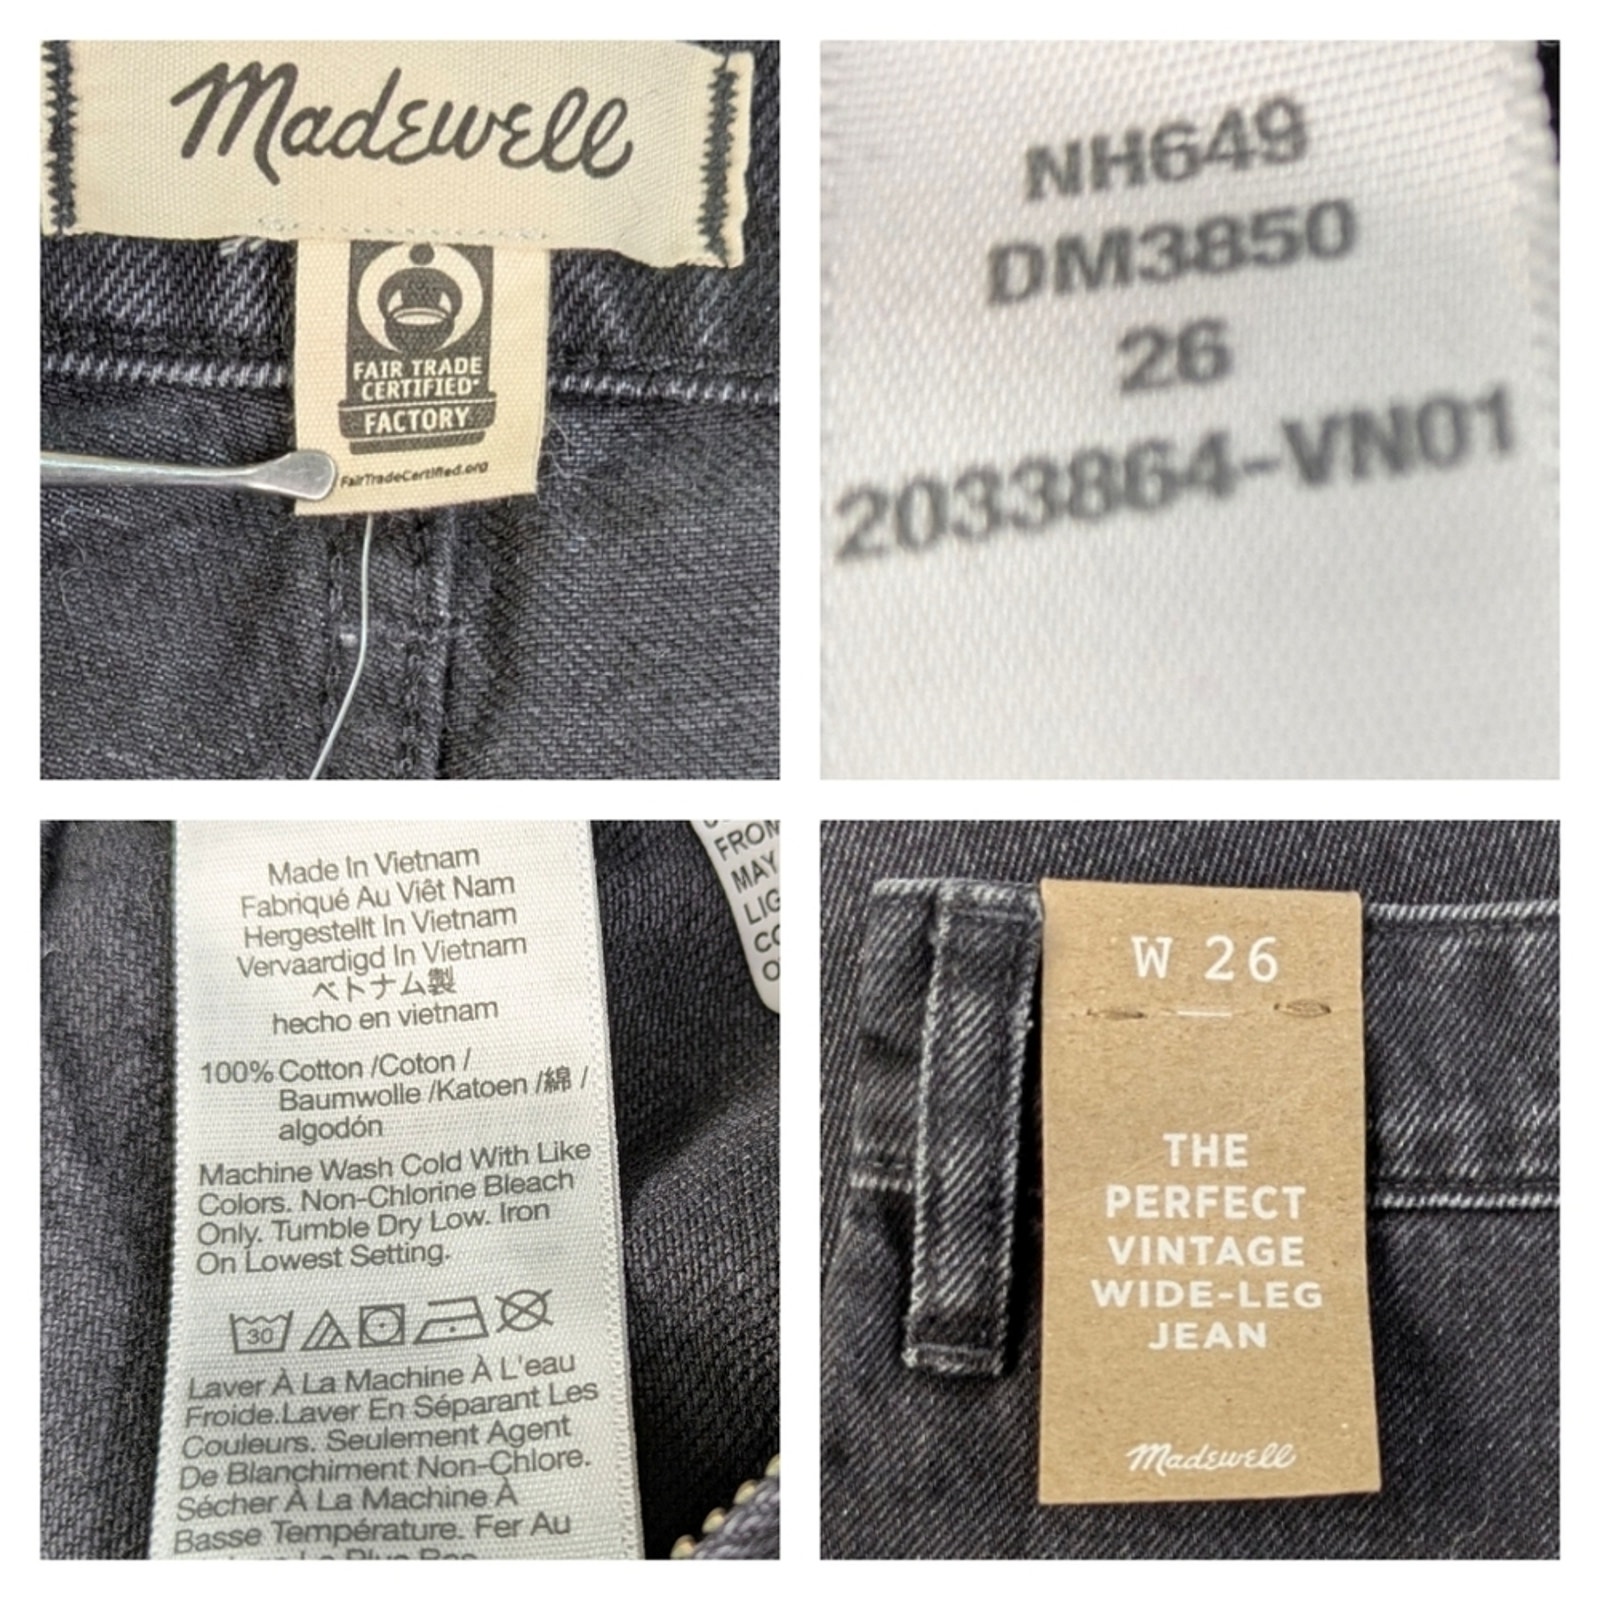 Madewell
FAIR TRADE
CERTIFIED
FACTORY
FairTradeCertified.org
NH649
DM3850
26
2033864-VN01
Made In Vietnam
Fabriqué Au Viêt Nam
Hergestellt In Vietnam
Vervaardigd In Vietnam
ベトナム製
hecho en vietnam
100% Cotton /Coton /
Baumwolle /Katoen /綿 /
algodón
Machine Wash Cold With Like
Colors. Non-Chlorine Bleach
Only. Tumble Dry Low. Iron
On Lowest Setting.
30
Laver À La Machine À L'eau
Froide.Laver En Séparant Les
Couleurs. Seulement Agent
De Blanchiment Non-Chlore.
Sécher À La Machine À
Basse Température. Fer Au
FROM
MAY
W 26
THE
PERFECT
VINTAGE
WIDE-LEG
JEAN
Madewell